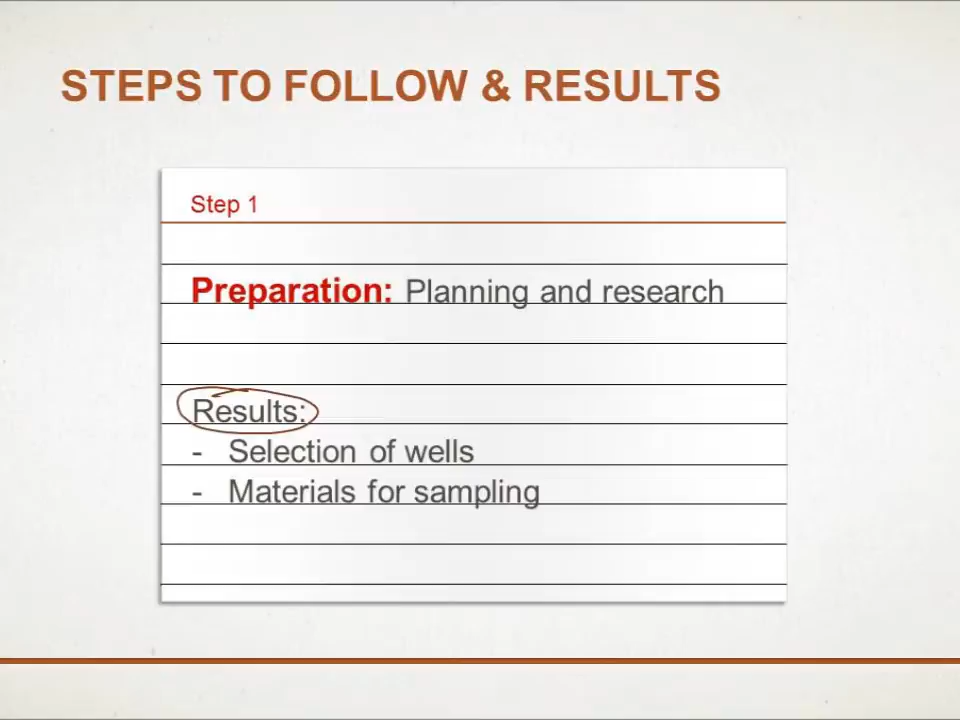 STEPS TO FOLLOW & RESULTS
Step 1
Preparation: Planning and research
Results:
- Selection of wells
- Materials for sampling